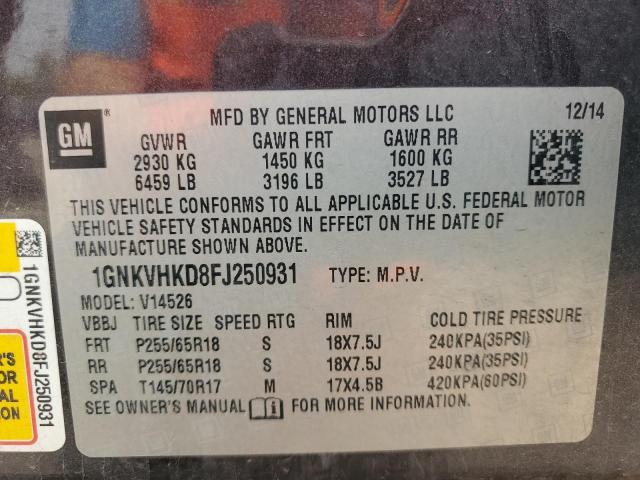 GM ®
MFD BY GENERAL MOTORS LLC 12/14
GVWR GAWR FRT GAWR RR
2930 KG 1450 KG 1600 KG
6459 LB 3196 LB 3527 LB
THIS VEHICLE CONFORMS TO ALL APPLICABLE U.S. FEDERAL MOTOR
VEHICLE SAFETY STANDARDS IN EFFECT ON THE DATE OF
MANUFACTURE SHOWN ABOVE.
1GNKVHKD8FJ250931 TYPE: M.P.V.
MODEL: V14526
VBBJ TIRE SIZE SPEED RTG RIM COLD TIRE PRESSURE
FRT P255/65R18 S 18X7.5J 240KPA(35PSI)
RR P255/65R18 S 18X7.5J 240KPA(35PSI)
SPA T145/70R17 M 17X4.5B 420KPA(60PSI)
SEE OWNER'S MANUAL FOR MORE INFORMATION.
1GNKVHKD8FJ250931
'S
OR
AL
ION